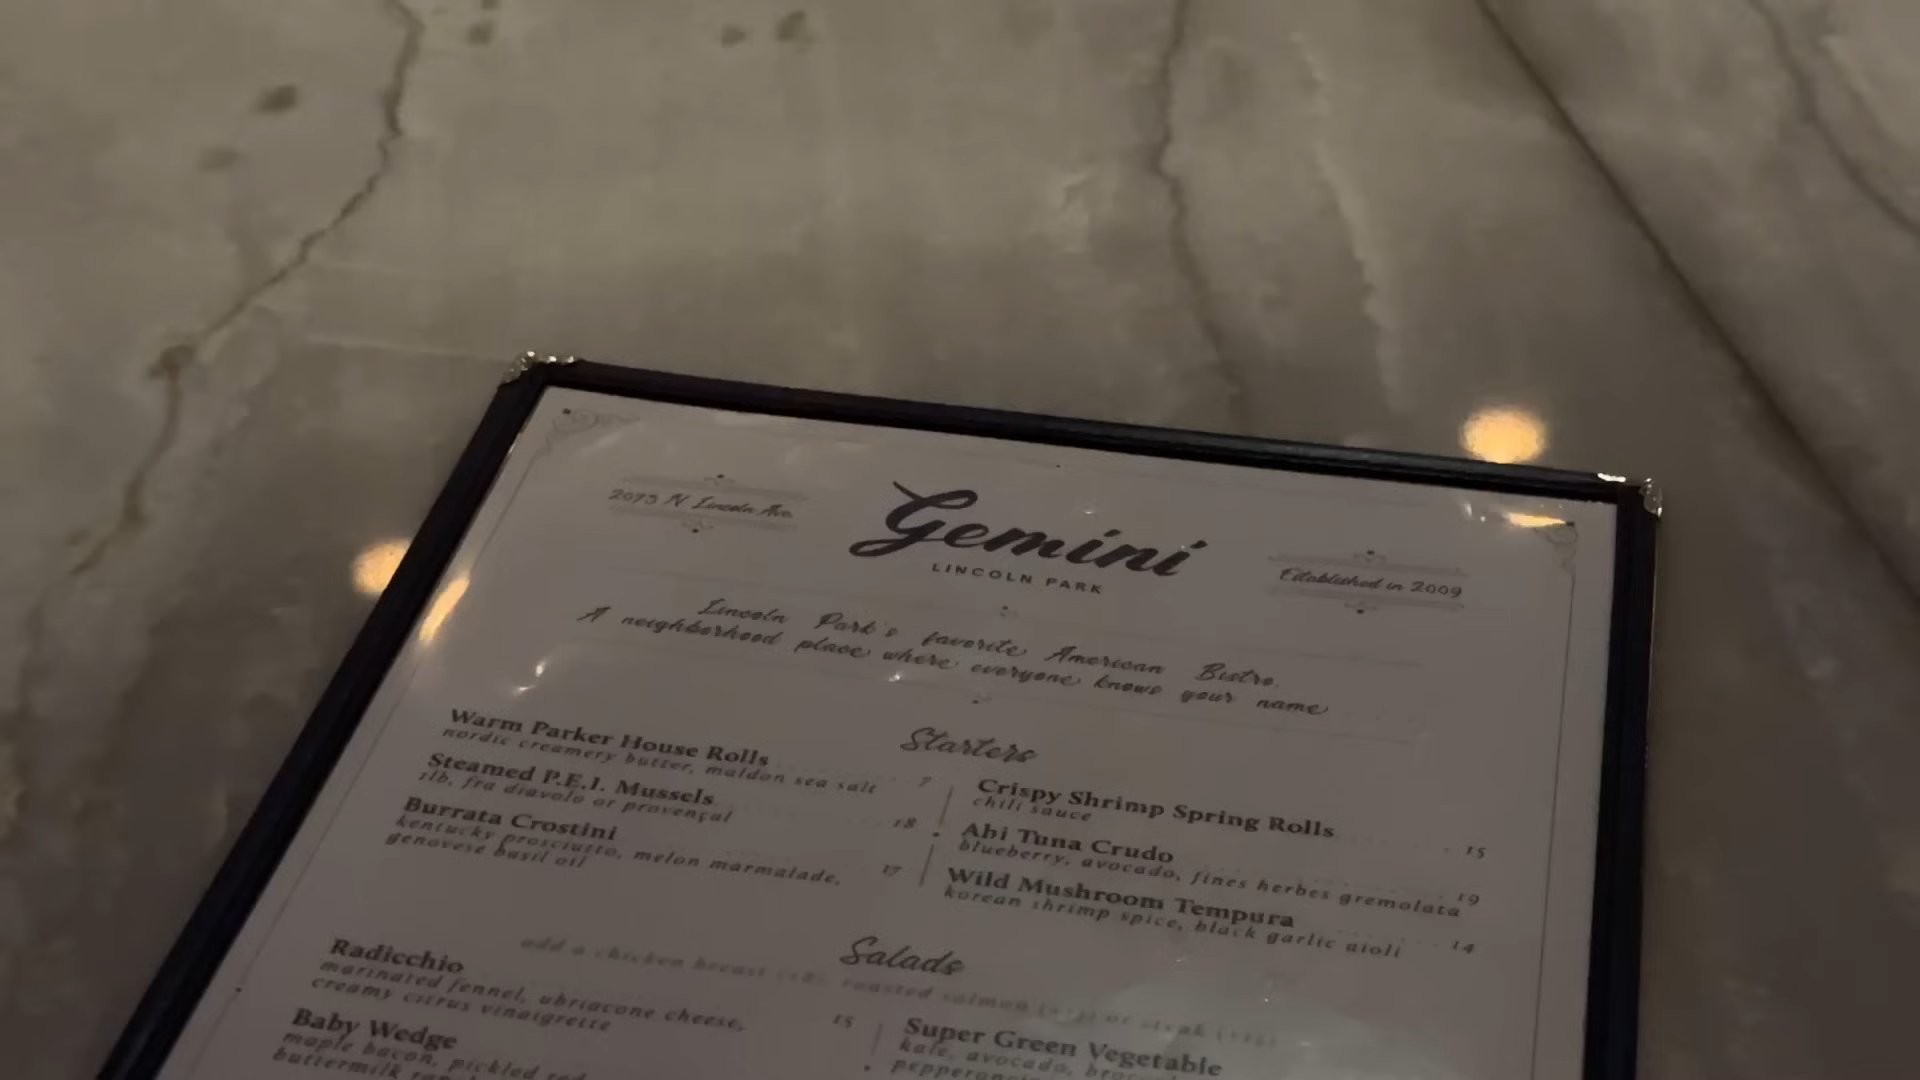 2075 N Lincoln Ave.
Gemini
LINCOLN PARK
Established in 2009
Lincoln Park's favorite American Bistro.
A neighborhood place where everyone knows your name
Starters
Warm Parker House Rolls 7
nordic creamery butter, maldon sea salt
Steamed P.E.I. Mussels 18
1lb, fra diavolo or provençal
Burrata Crostini 17
kentucky prosciutto, melon marmalade,
genovese basil oil
Crispy Shrimp Spring Rolls 15
chili sauce
Ahi Tuna Crudo 19
blueberry, avocado, fines herbes gremolata
Wild Mushroom Tempura 14
korean shrimp spice, black garlic aioli
Salads
add a chicken breast roasted salmon or steak
Radicchio 15
marinated fennel, ubriacone cheese,
creamy citrus vinaigrette
Baby Wedge
maple bacon, pickled red
buttermilk
Super Green Vegetable
kale, avocado,